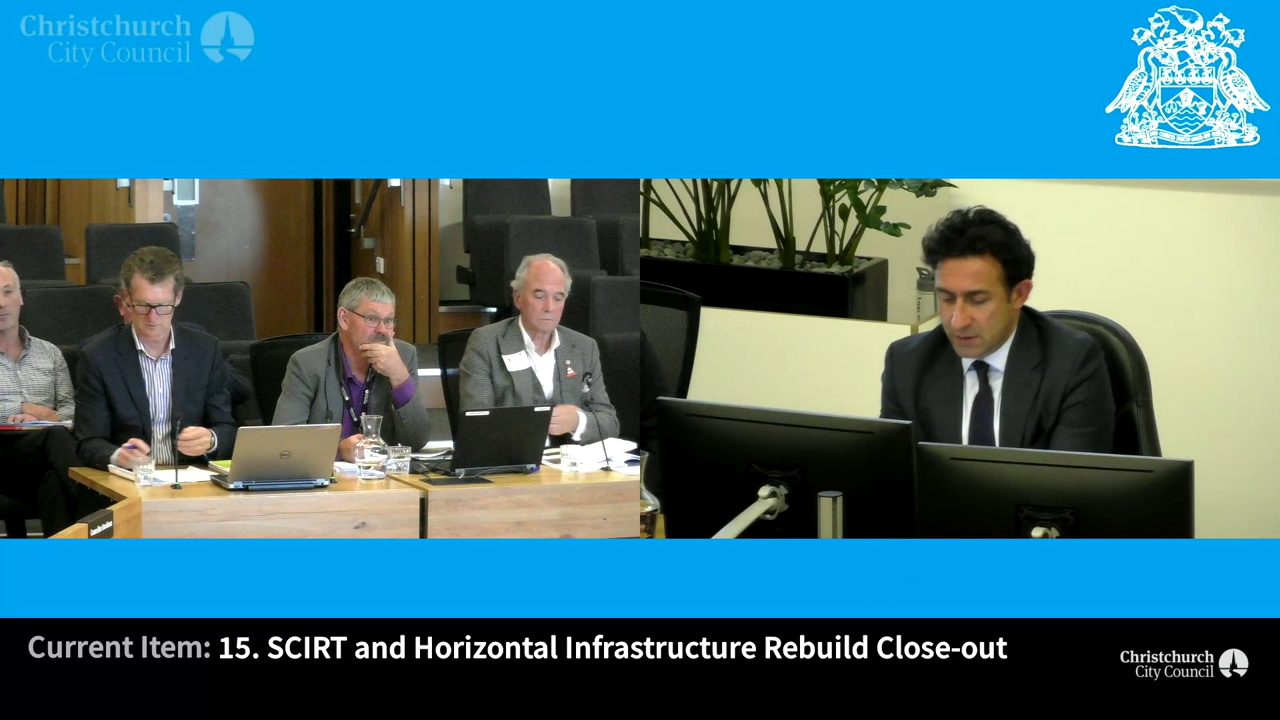 Christchurch
City Council
Current Item: 15. SCIRT and Horizontal Infrastructure Rebuild Close-out
Christchurch
City Council